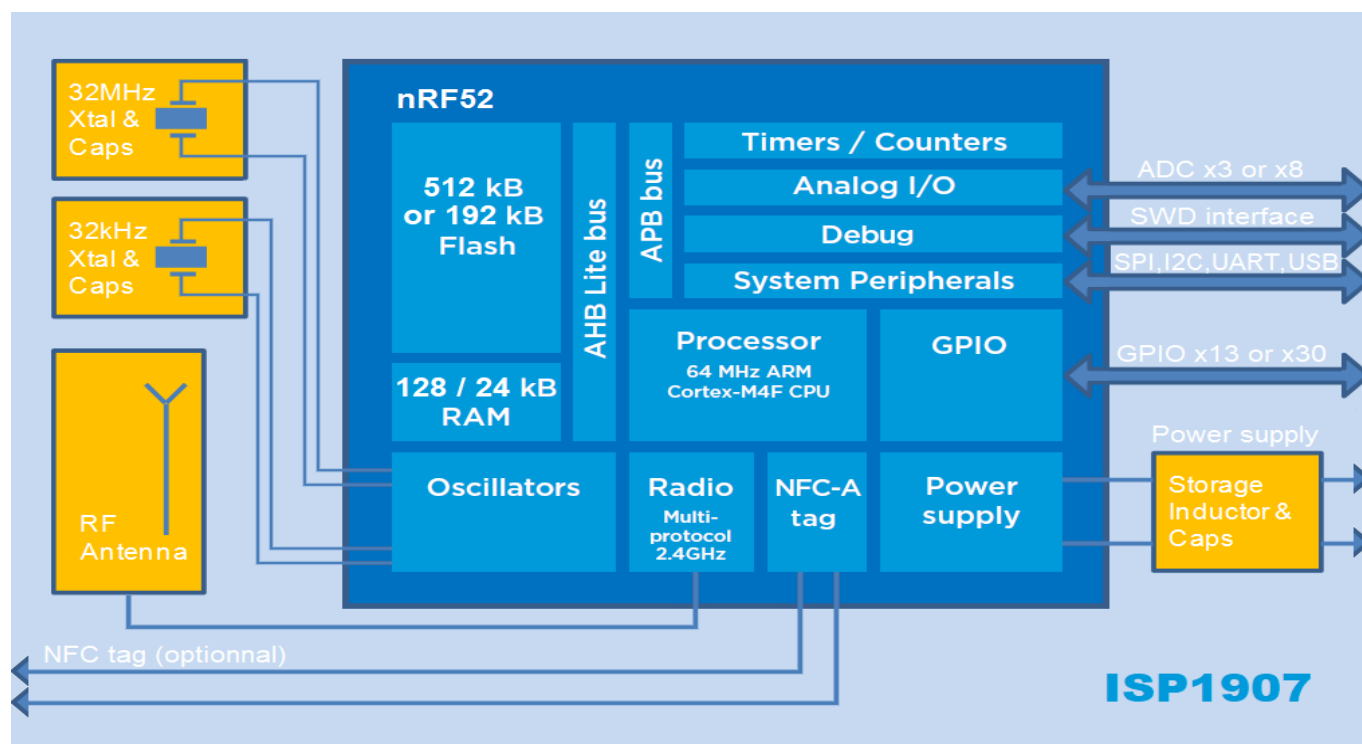 32MHz
Xtal &
Caps
32kHz
Xtal &
Caps
RF
Antenna
nRF52
512 kB
or 192 kB
Flash
128 / 24 kB
RAM
AHB Lite bus
APB bus
Timers / Counters
Analog I/O
Debug
System Peripherals
Processor
64 MHz ARM
Cortex-M4F CPU
GPIO
Oscillators
Radio
Multi-
protocol
2.4GHz
NFC-A
tag
Power
supply
ADC x3 or x8
SWD interface
SPI,I2C,UART,USB
GPIO x13 or x30
Power supply
Storage
Inductor &
Caps
NFC tag (optionnal)
ISP1907